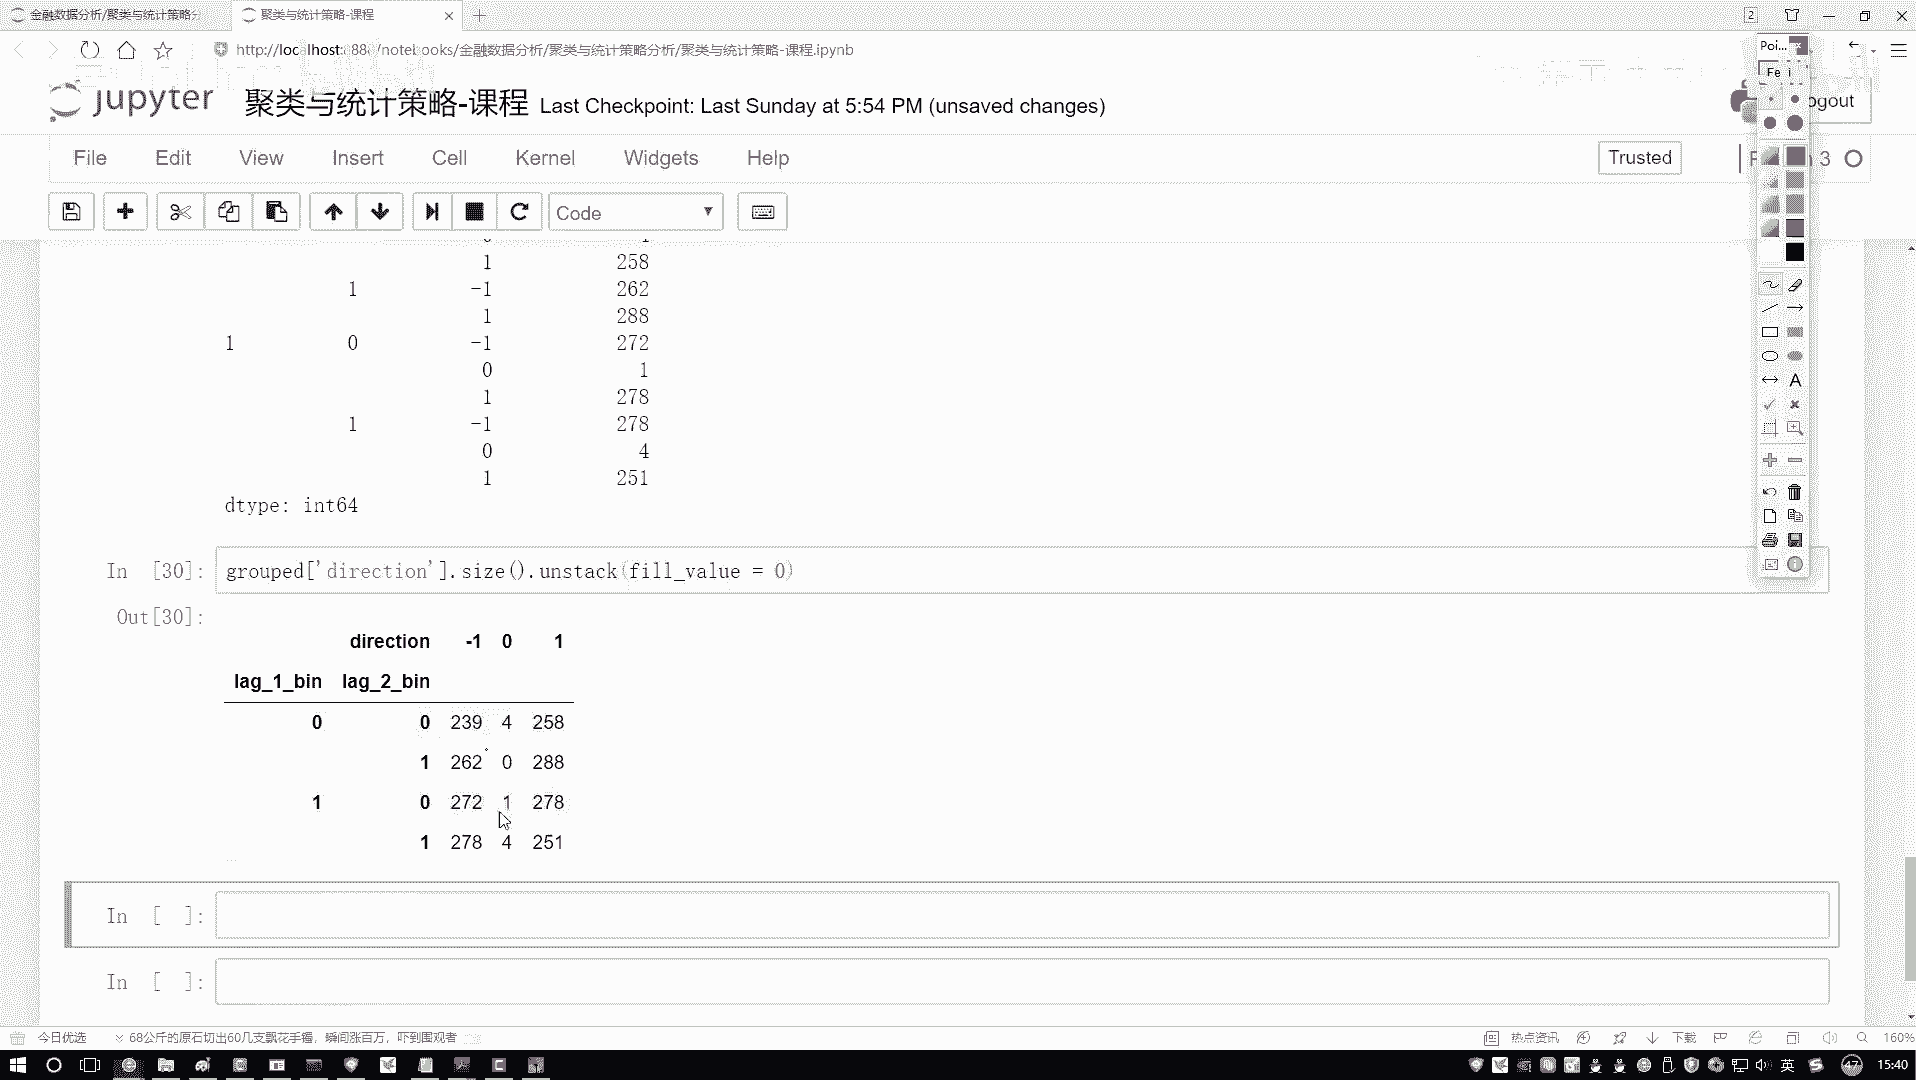 金融数据分析/聚类与统计策略分
聚类与统计策略-课程
2
/notebooks/金融数据分析/聚类与统计策略分析/聚类与统计策略-课程.ipynb
jupyter
聚类与统计策略-课程 Last Checkpoint: Last Sunday at 5:54 PM (unsaved changes)
File Edit View Insert Cell Kernel Widgets Help
Trusted
3
Code
1 258
1 -1 262
1 288
1 0 -1 272
0 1
1 278
1 -1 278
0 4
1 251
dtype: int64
In [30]: grouped['direction'].size().unstack(fill_value = 0)
Out[30]:
direction -1 0 1
lag_1_bin lag_2_bin
0 0 239 4 258
1 262 0 288
1 0 272 1 278
1 278 4 251
In [ ]:
In [ ]:
今日优选
68公斤的原石切出60几支飘花手镯，瞬间涨百万，吓到围观者
热点资讯
下载
160%
英
47
15:40